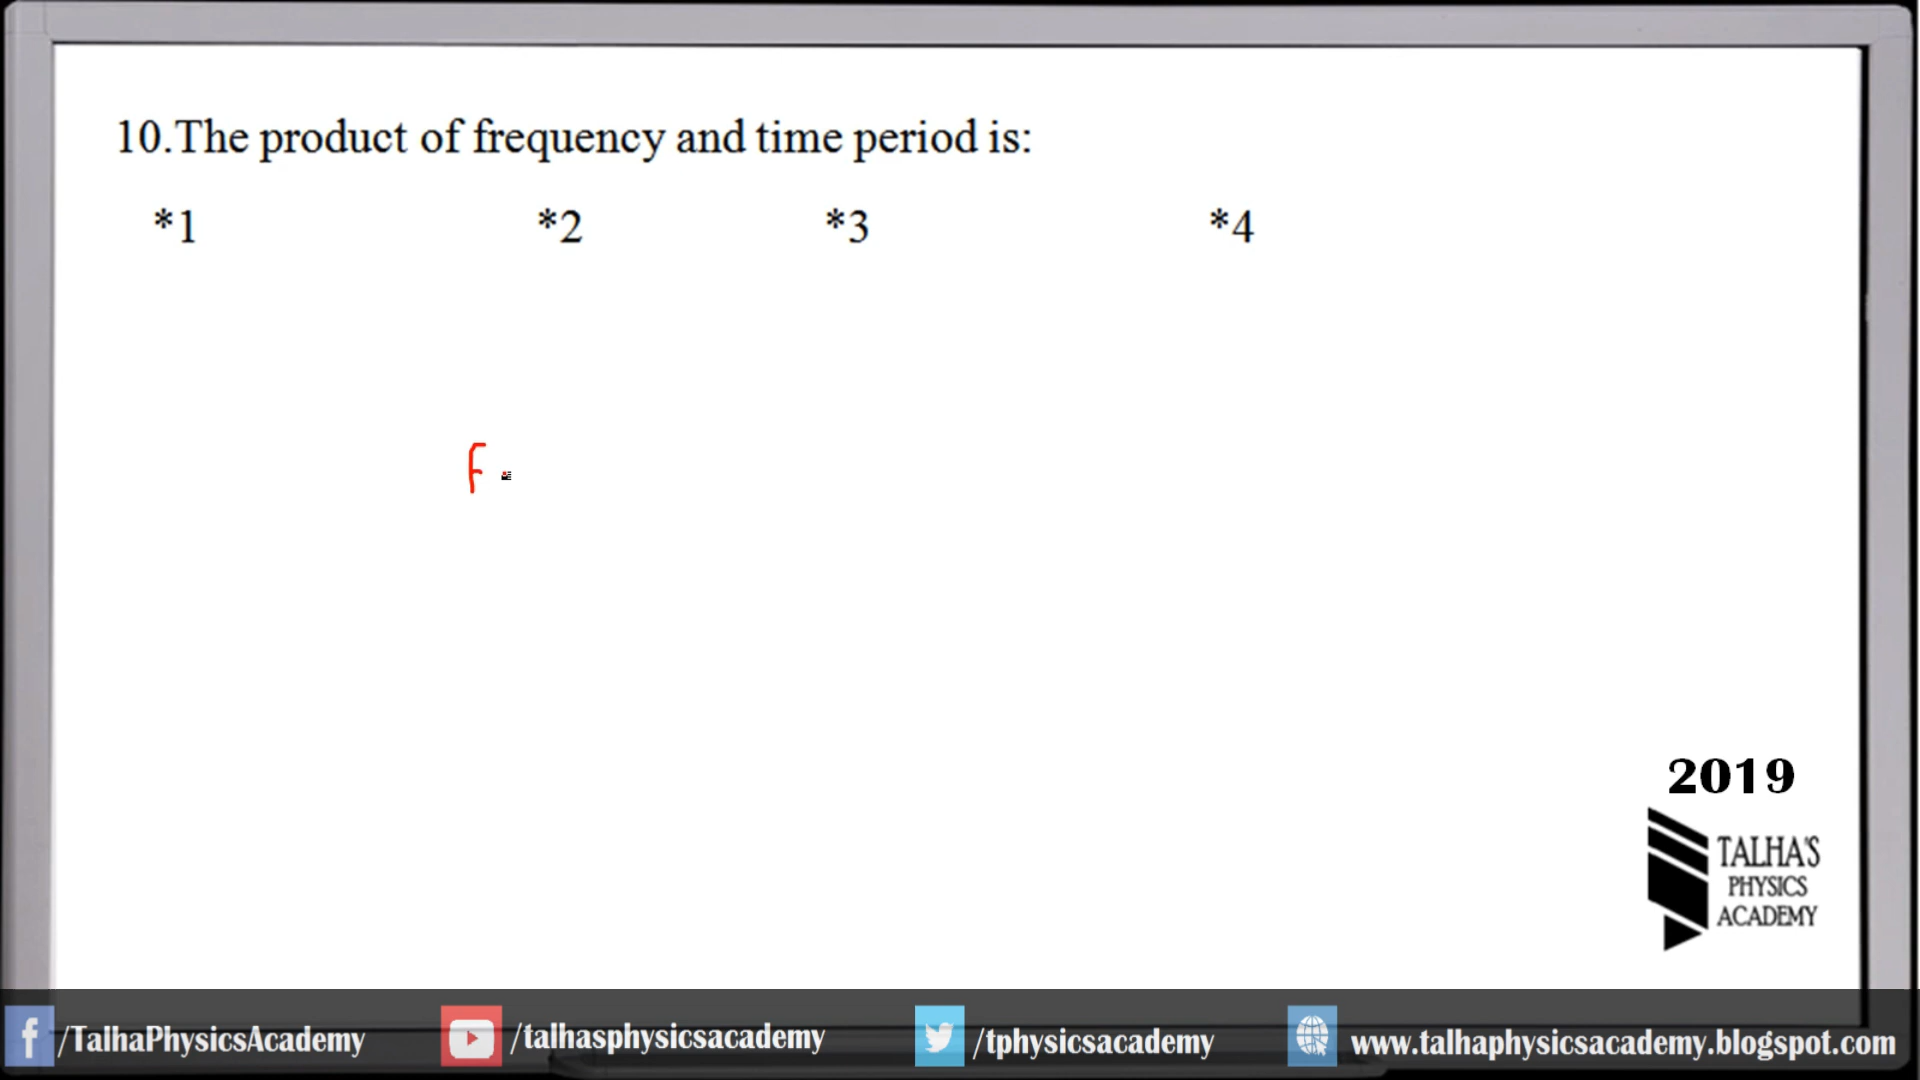 10.The product of frequency and time period is:
*1 *2 *3 *4
F
2019
TALHA'S
PHYSICS
ACADEMY
/TalhaPhysicsAcademy /talhasphysicsacademy /tphysicsacademy www.talhaphysicsacademy.blogspot.com